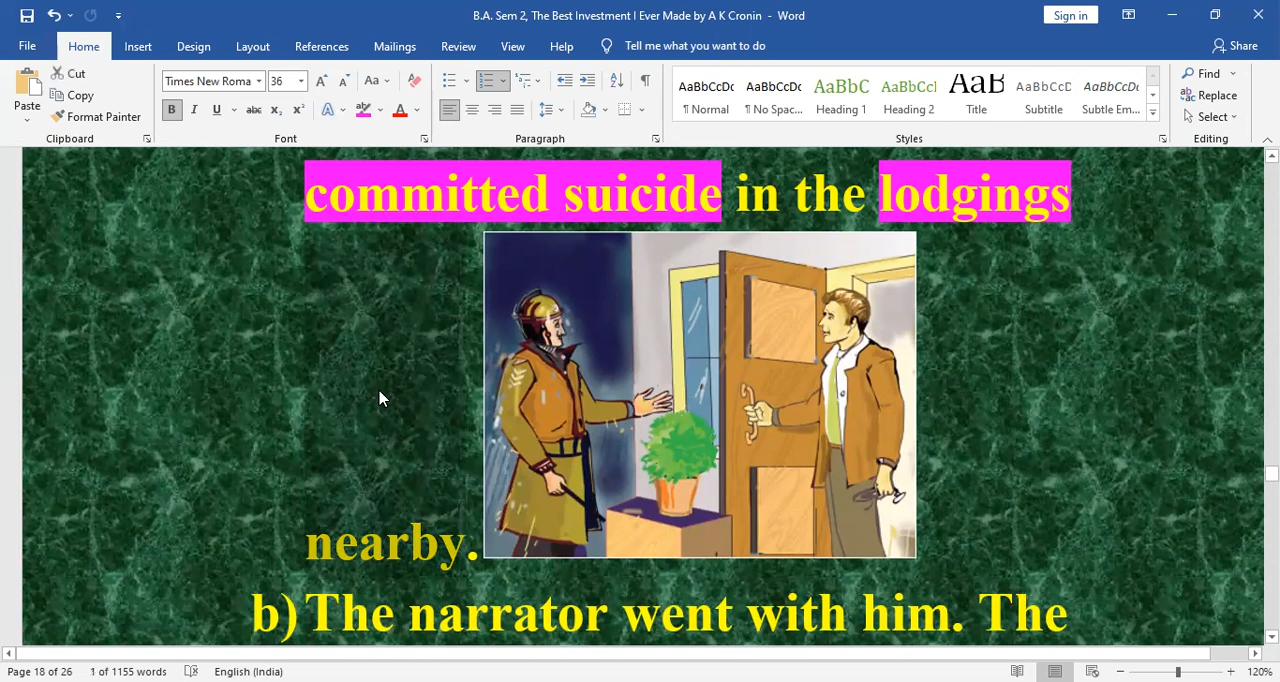 B.A. Sem 2, The Best Investment I Ever Made by A K Cronin - Word
Sign in
File Home Insert Design Layout References Mailings Review View Help Tell me what you want to do Share
Paste
Cut
Copy
Format Painter
Clipboard
Times New Roma 36
Aa
B I U abc x₂ x² A A
Font
Paragraph
AaBbCcDc AaBbCcDc AaBbC AaBbCcI AaB AaBbCcD AaBbCcDc
¶ Normal ¶ No Spac... Heading 1 Heading 2 Title Subtitle Subtle Em...
Styles
Find
Replace
Select
Editing
committed suicide in the lodgings
nearby.
b) The narrator went with him. The
Page 18 of 26 1 of 1155 words English (India) 120%